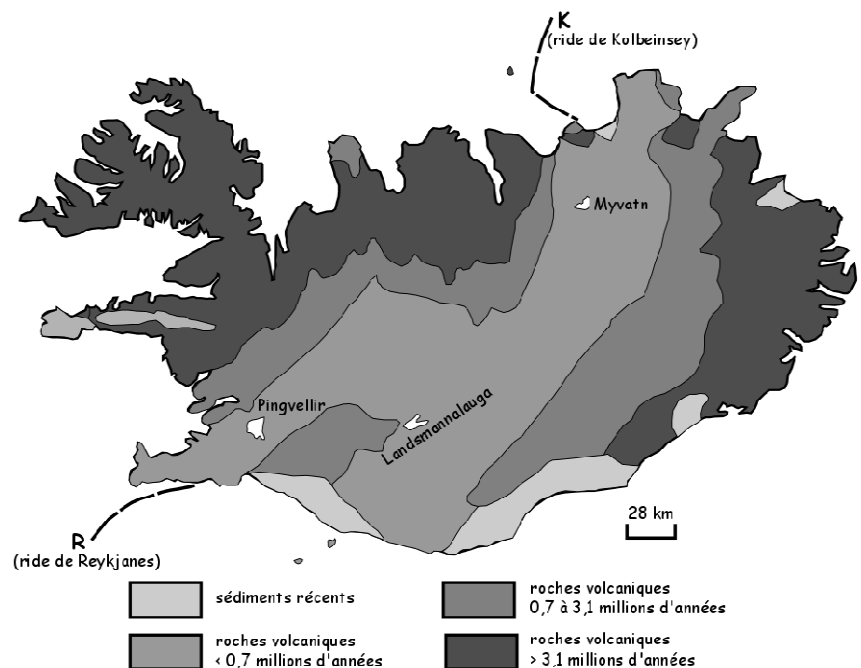 K
(ride de Kolbeinsey)
Myvatn
Pingvellir
Landsmannalauga
R
(ride de Reykjanes)
28 km
sédiments récents
roches volcaniques
0,7 à 3,1 millions d'années
roches volcaniques
< 0,7 millions d'années
roches volcaniques
> 3,1 millions d'années